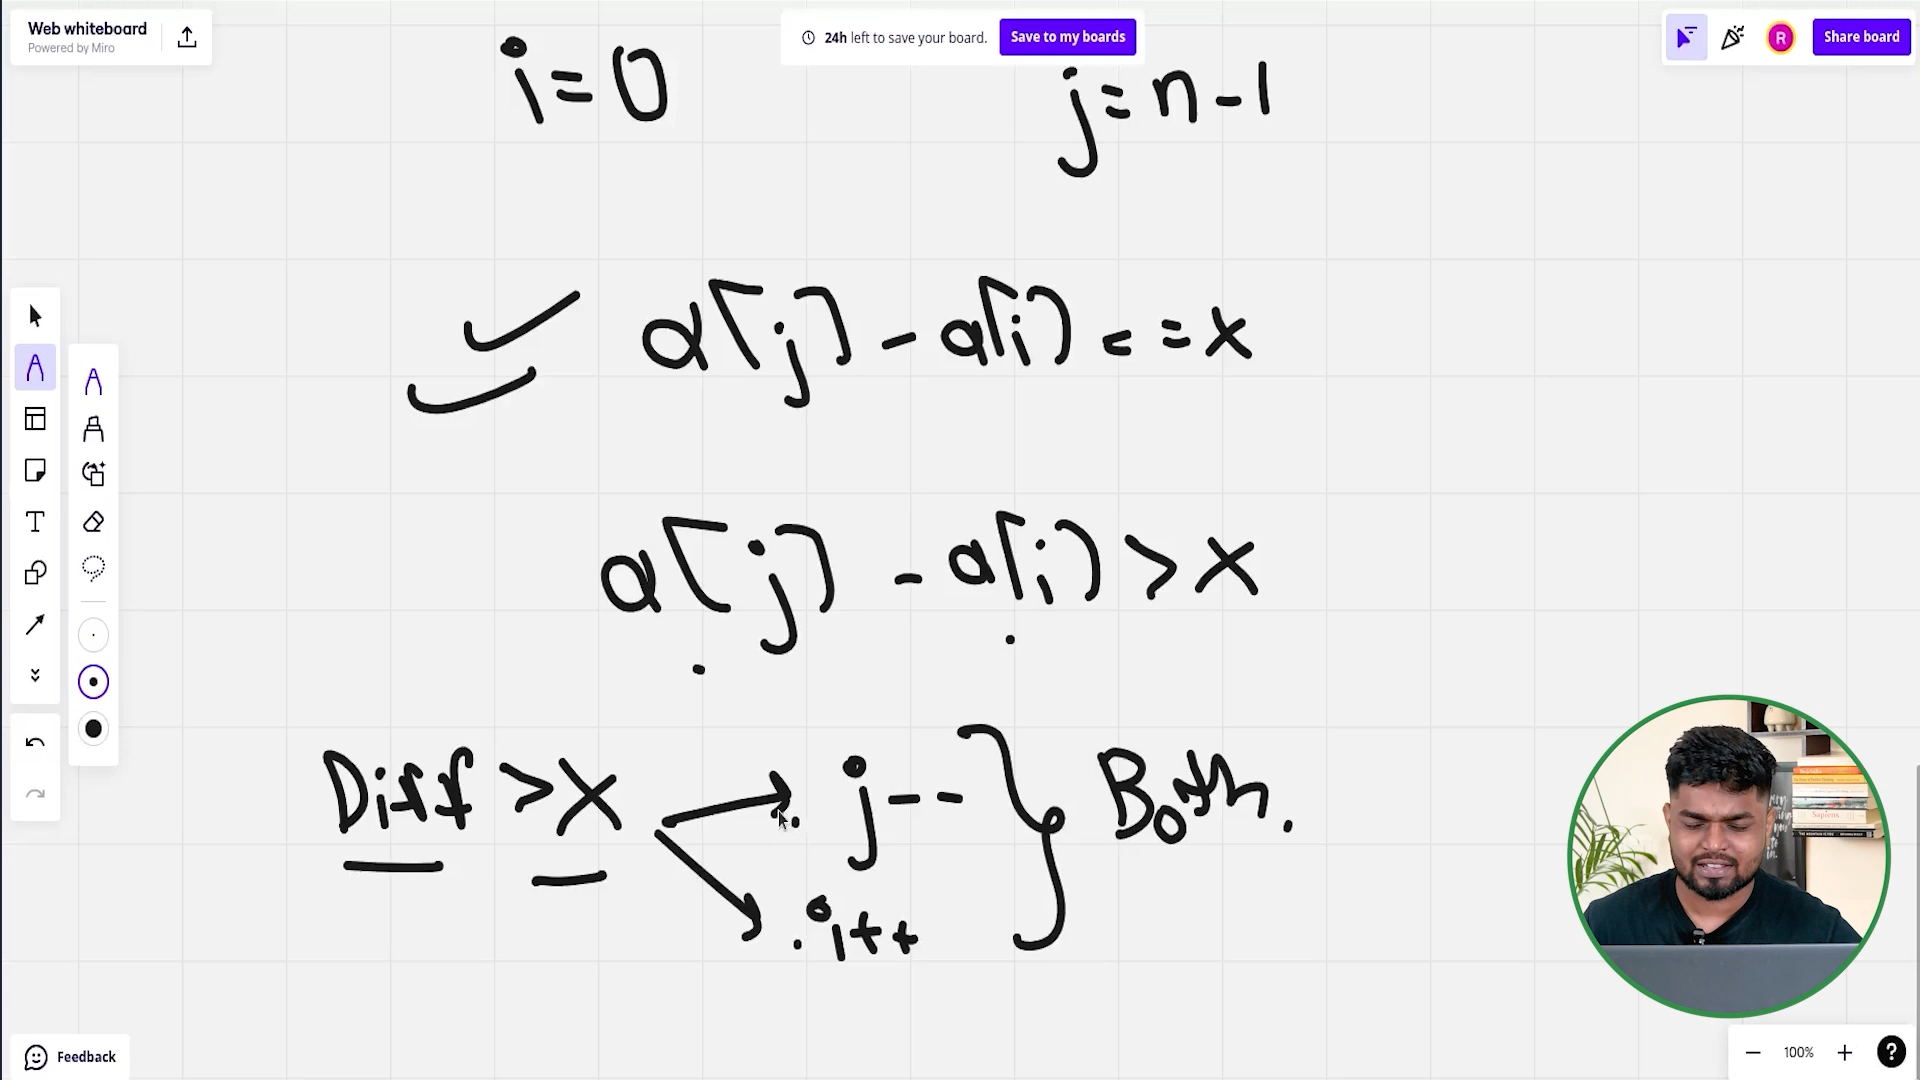 Web whiteboard
Powered by Miro
24h left to save your board.
Save to my boards
R
Share board
i=0
j=n-1
a[j]-a[i]==x
a[j]-a[i]>x
Diff>x
j--
i++
Both.
T
Sapiens
Feedback
100%
?